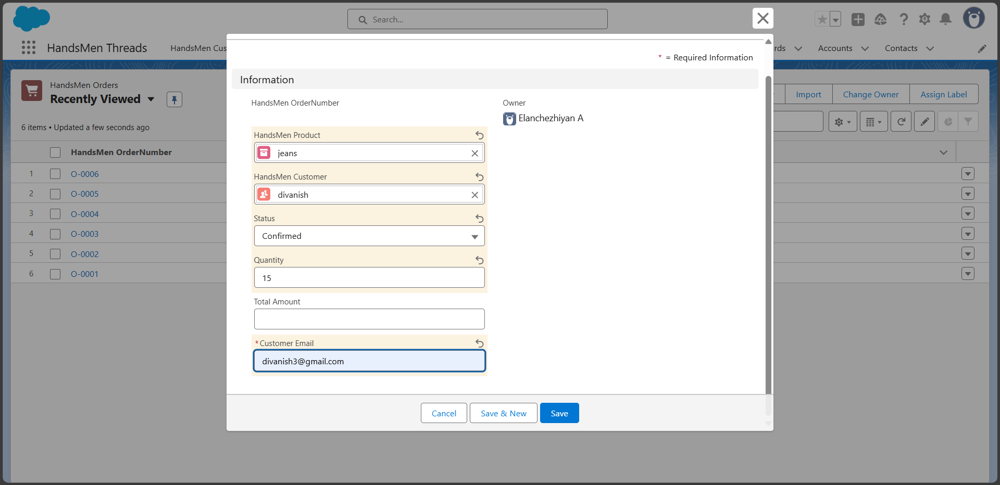 Search...
HandsMen Threads
HandsMen Cus
rds
Accounts
Contacts
* = Required Information
Information
HandsMen Orders
Recently Viewed
Import
Change Owner
Assign Label
6 items • Updated a few seconds ago
HandsMen OrderNumber
1 O-0006
2 O-0005
3 O-0004
4 O-0003
5 O-0002
6 O-0001
HandsMen OrderNumber
Owner
Elanchezhiyan A
HandsMen Product
jeans
HandsMen Customer
divanish
Status
Confirmed
Quantity
15
Total Amount
*Customer Email
divanish3@gmail.com
Cancel
Save & New
Save